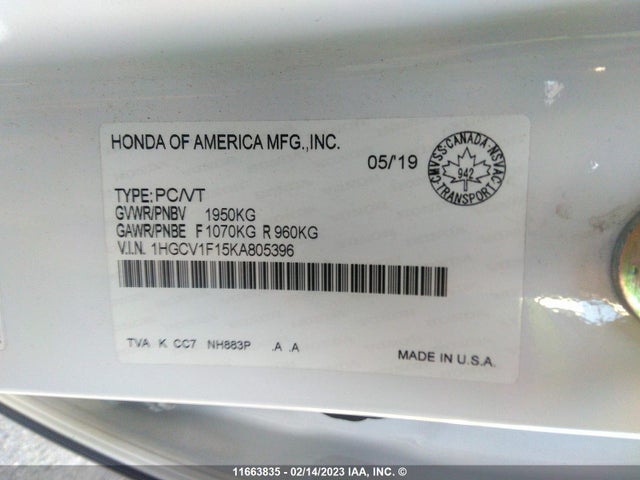 HONDA OF AMERICA MFG.,INC.
05/'19
CMVSS·CANADA·NSVAC
942
TRANSPORT
TYPE: PC/VT
GVWR/PNBV 1950KG
GAWR/PNBE F 1070KG R 960KG
V.I.N. 1HGCV1F15KA805396
TVA K CC7 NH883P .A .A
MADE IN U.S.A.
11663835 - 02/14/2023 IAA, INC. ©